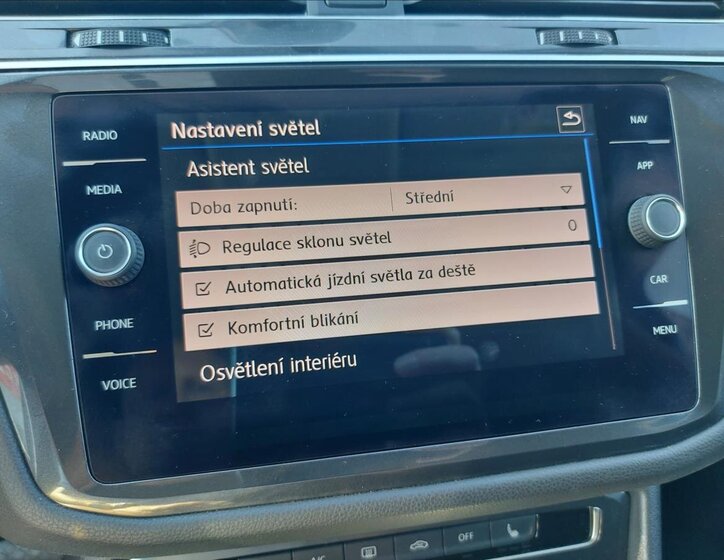 RADIO
MEDIA
PHONE
VOICE
Nastavení světel
Asistent světel
Doba zapnutí: Střední
Regulace sklonu světel 0
Automatická jízdní světla za deště
Komfortní blikání
Osvětlení interiéru
NAV
APP
CAR
MENU
A/C
OFF